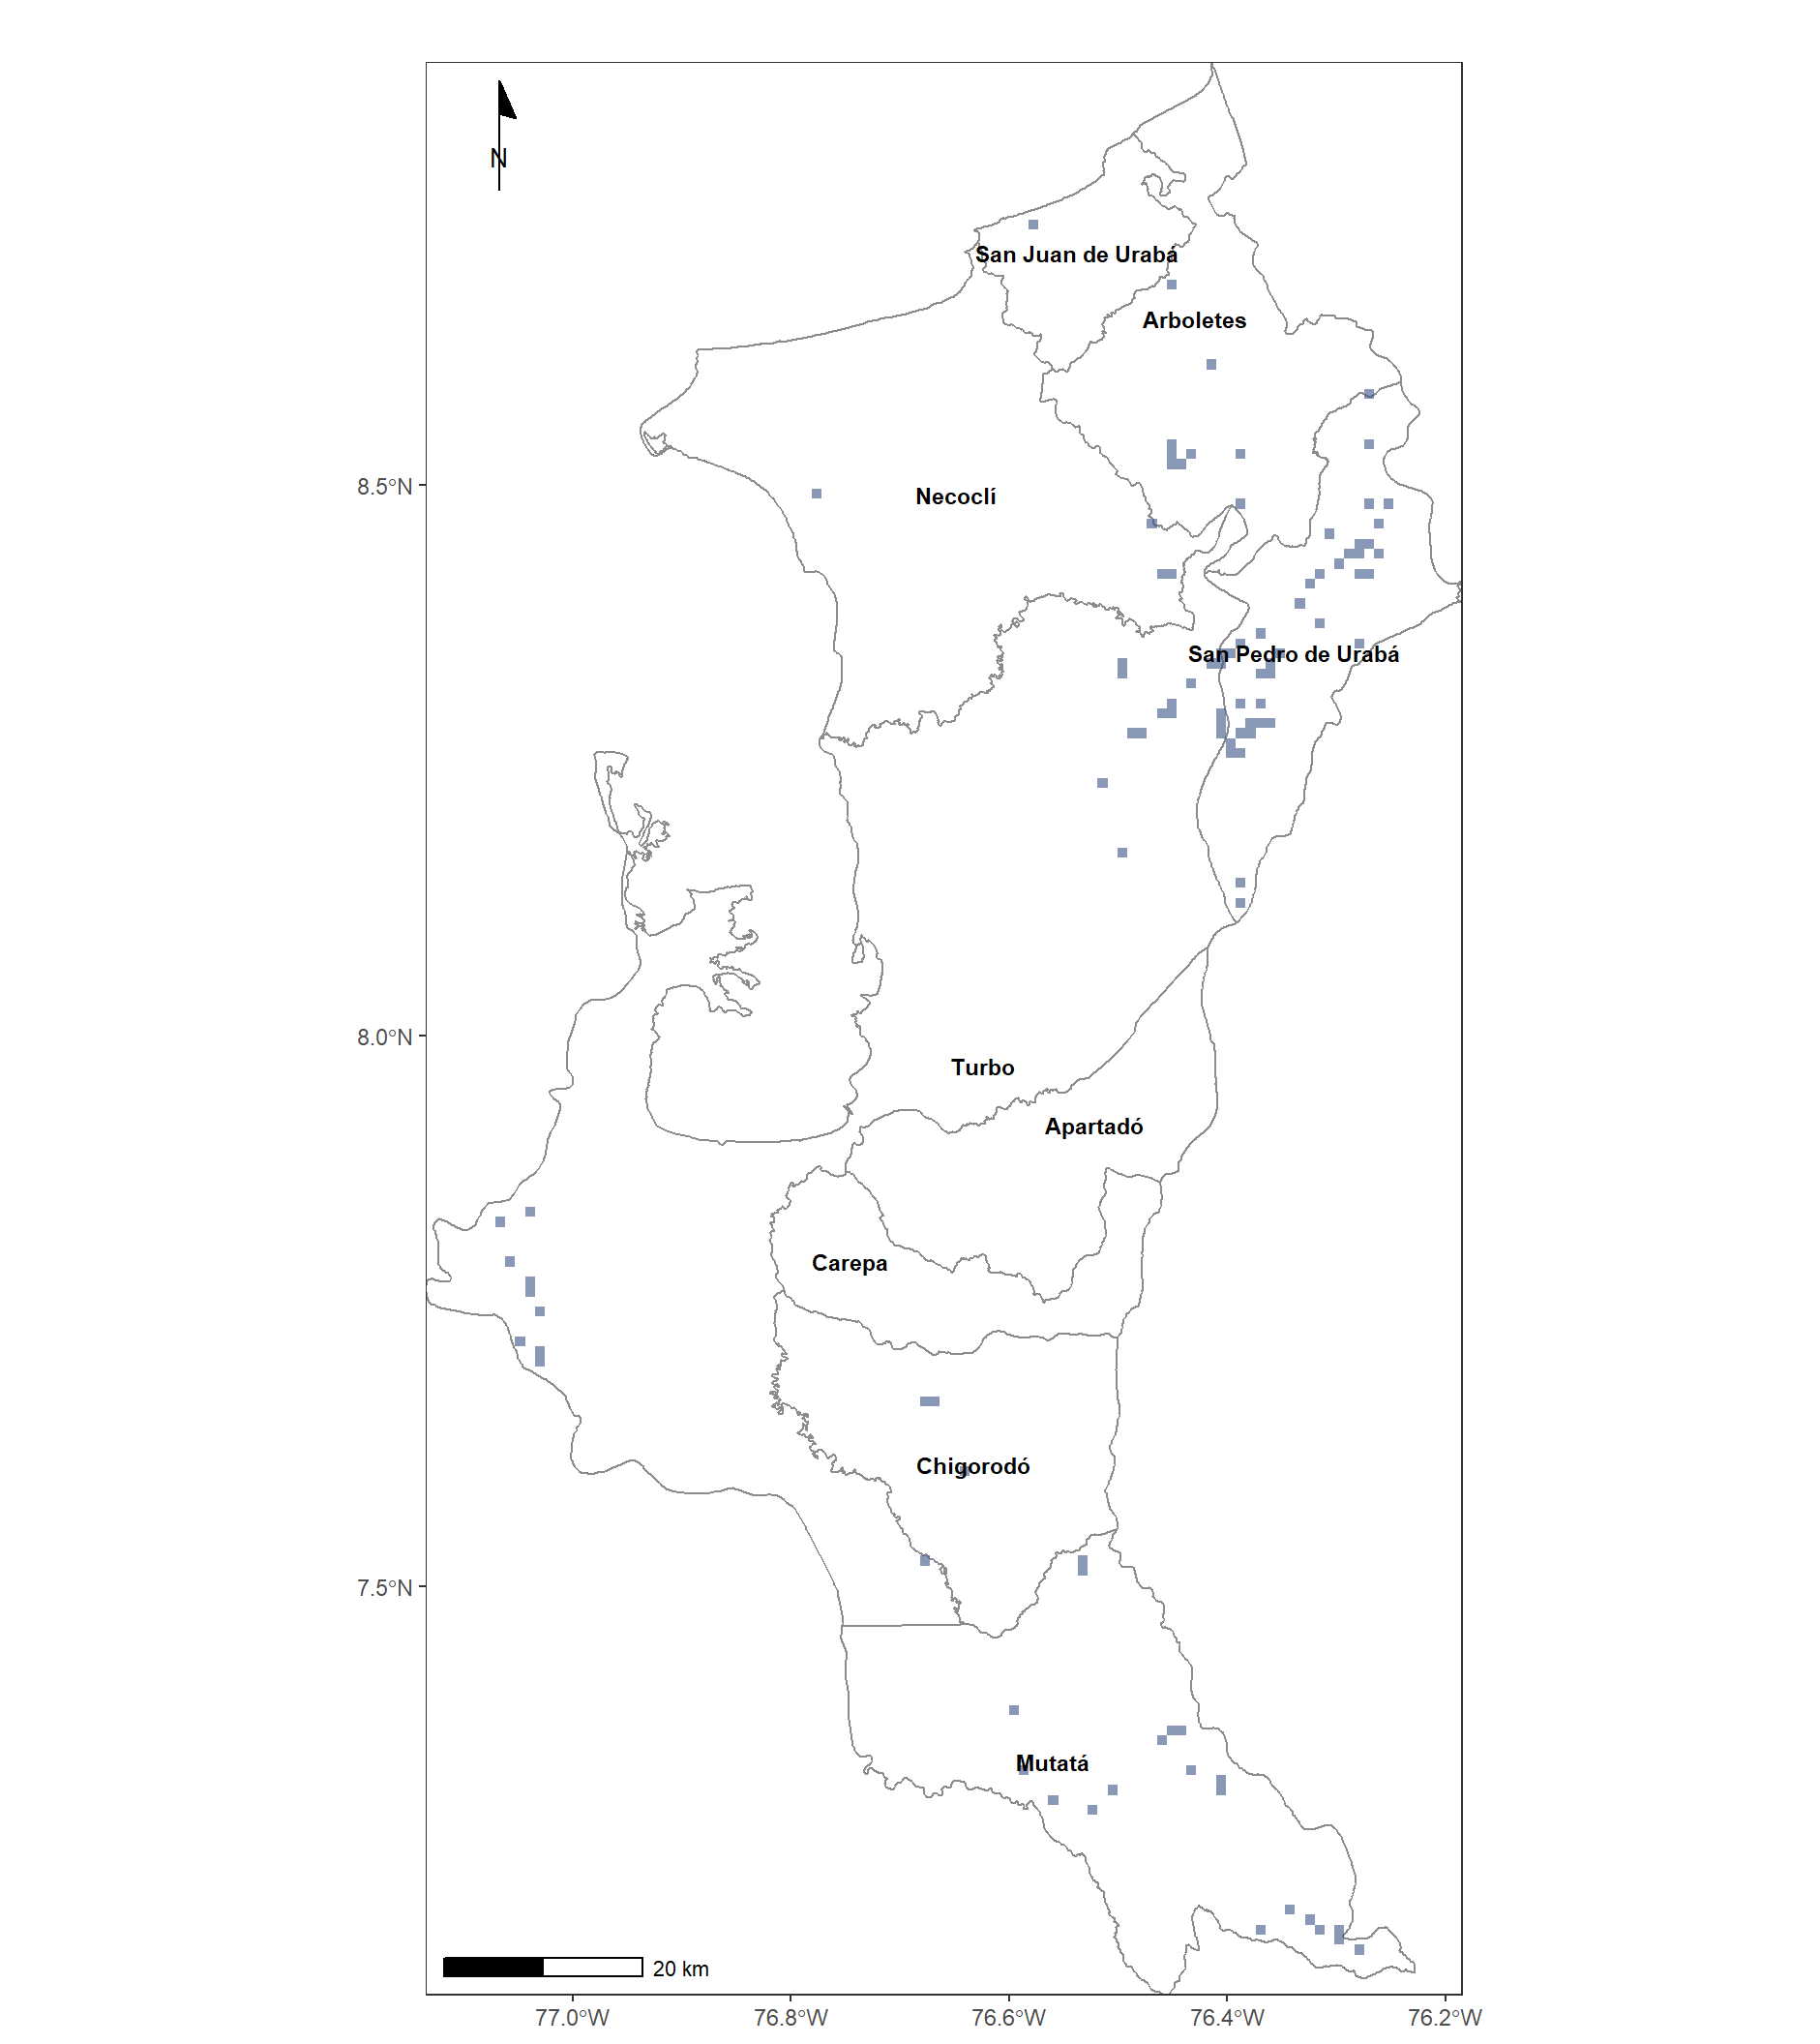 N
San Juan de Urabá
Arboletes
8.5°N
Necoclí
San Pedro de Urabá
8.0°N
Turbo
Apartadó
Carepa
Chigorodó
7.5°N
Mutatá
20 km
77.0°W 76.8°W 76.6°W 76.4°W 76.2°W